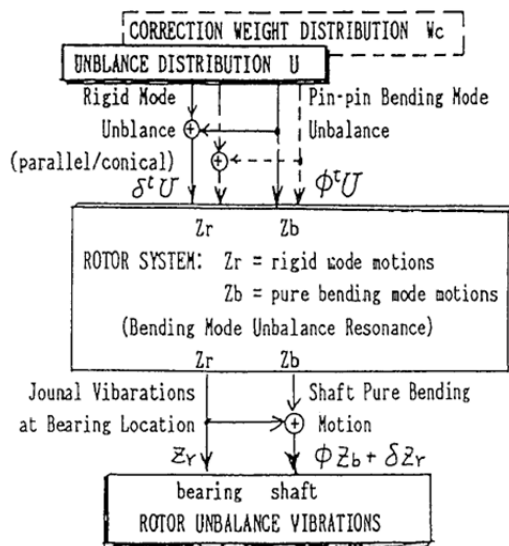 CORRECTION WEIGHT DISTRIBUTION Wc
UNBLANCE DISTRIBUTION U
Rigid Mode Pin-pin Bending Mode
Unblance Unbalance
(parallel/conical)
δᵗU ΦᵗU
Zr Zb
ROTOR SYSTEM: Zr = rigid mode motions
Zb = pure bending mode motions
(Bending Mode Unbalance Resonance)
Zr Zb
Jounal Vibarations Shaft Pure Bending
at Bearing Location Motion
Zr ΦZb + δZr
bearing shaft
ROTOR UNBALANCE VIBRATIONS